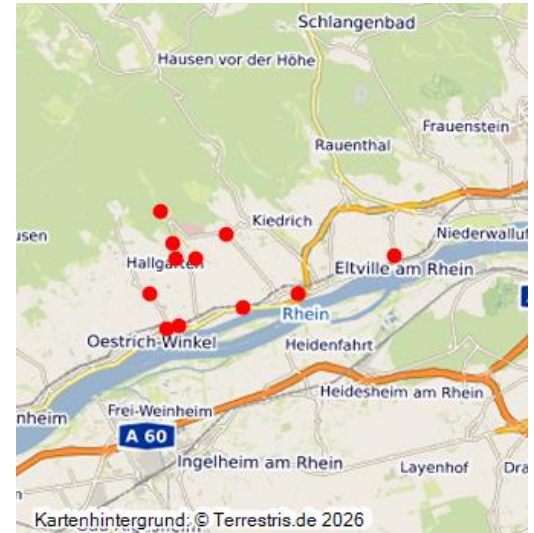 Schlangenbad
Hausen vor der Höhe
Frauenstein
Rauenthal
Kiedrich
Niederwalluf
usen
Hallgarten
Eltville am Rhein
Rhein
Oestrich-Winkel
Heidenfahrt
Heidesheim am Rhein
nheim
Frei-Weinheim
A 60
Ingelheim am Rhein
Layenhof
Dra
Kartenhintergrund: © Terrestris.de 2026